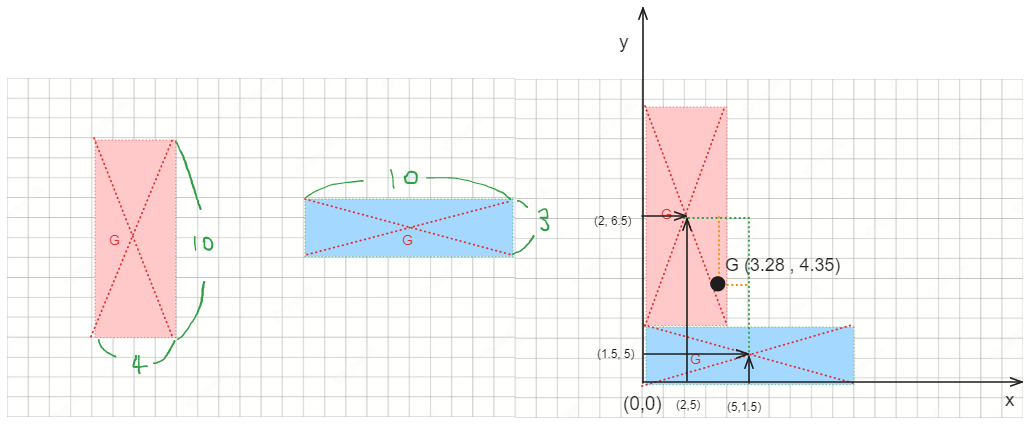 G
10
4
10
3
G
y
(2, 6.5)
G
G (3.28 , 4.35)
(1.5, 5)
G
(0,0)
(2,5)
(5,1.5)
x